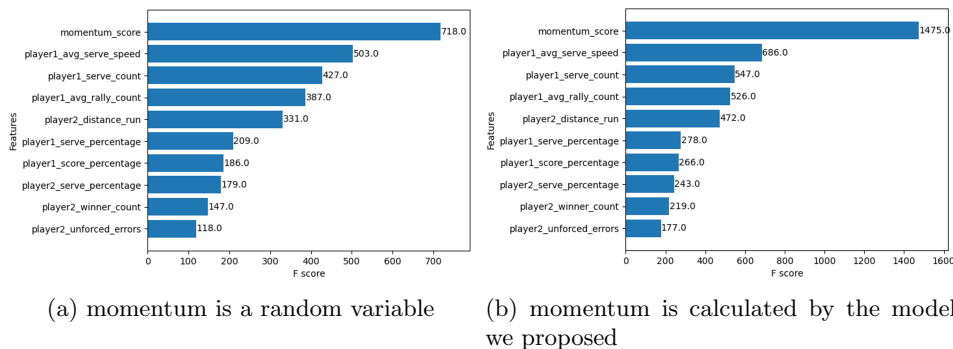 momentum_score
718.0
player1_avg_serve_speed
503.0
player1_serve_count
427.0
player1_avg_rally_count
387.0
player2_distance_run
331.0
player1_serve_percentage
209.0
player1_score_percentage
186.0
player2_serve_percentage
179.0
player2_winner_count
147.0
player2_unforced_errors
118.0
Features
0 100 200 300 400 500 600 700
F score
(a) momentum is a random variable
momentum_score
1475.0
player1_avg_serve_speed
686.0
player1_serve_count
547.0
player1_avg_rally_count
526.0
player2_distance_run
472.0
player1_serve_percentage
278.0
player1_score_percentage
266.0
player2_serve_percentage
243.0
player2_winner_count
219.0
player2_unforced_errors
177.0
Features
0 200 400 600 800 1000 1200 1400 1600
F score
(b) momentum is calculated by the model
we proposed